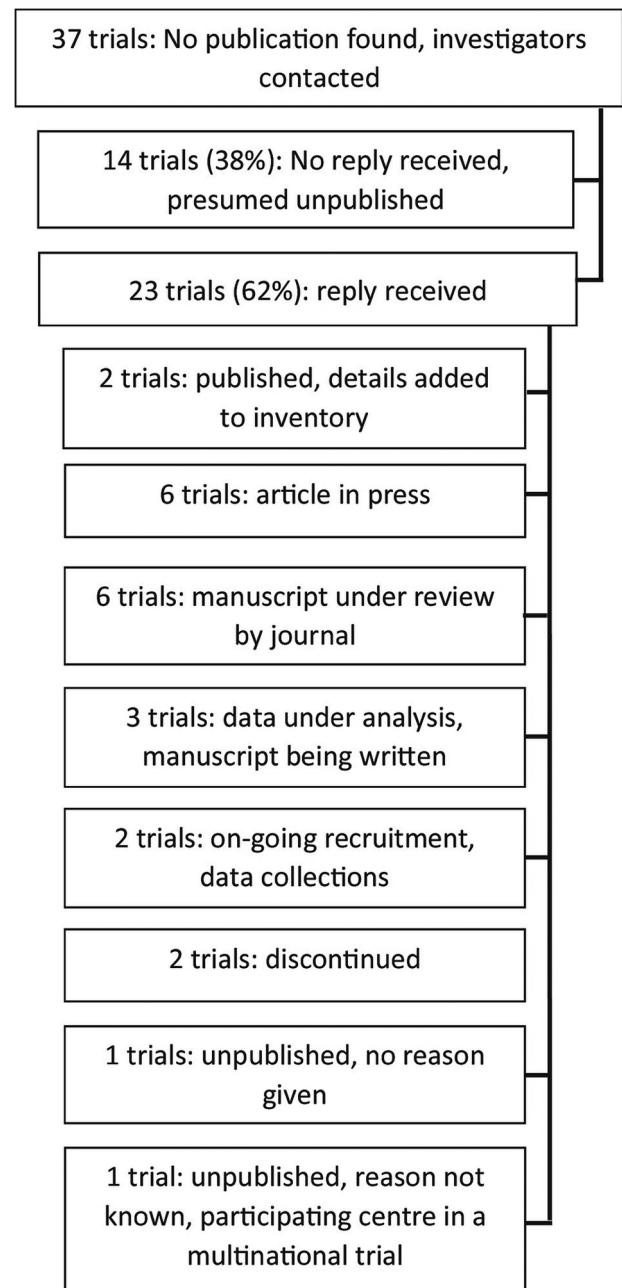 37 trials: No publication found, investigators
contacted
14 trials (38%): No reply received,
presumed unpublished
23 trials (62%): reply received
2 trials: published, details added
to inventory
6 trials: article in press
6 trials: manuscript under review
by journal
3 trials: data under analysis,
manuscript being written
2 trials: on-going recruitment,
data collections
2 trials: discontinued
1 trials: unpublished, no reason
given
1 trial: unpublished, reason not
known, participating centre in a
multinational trial